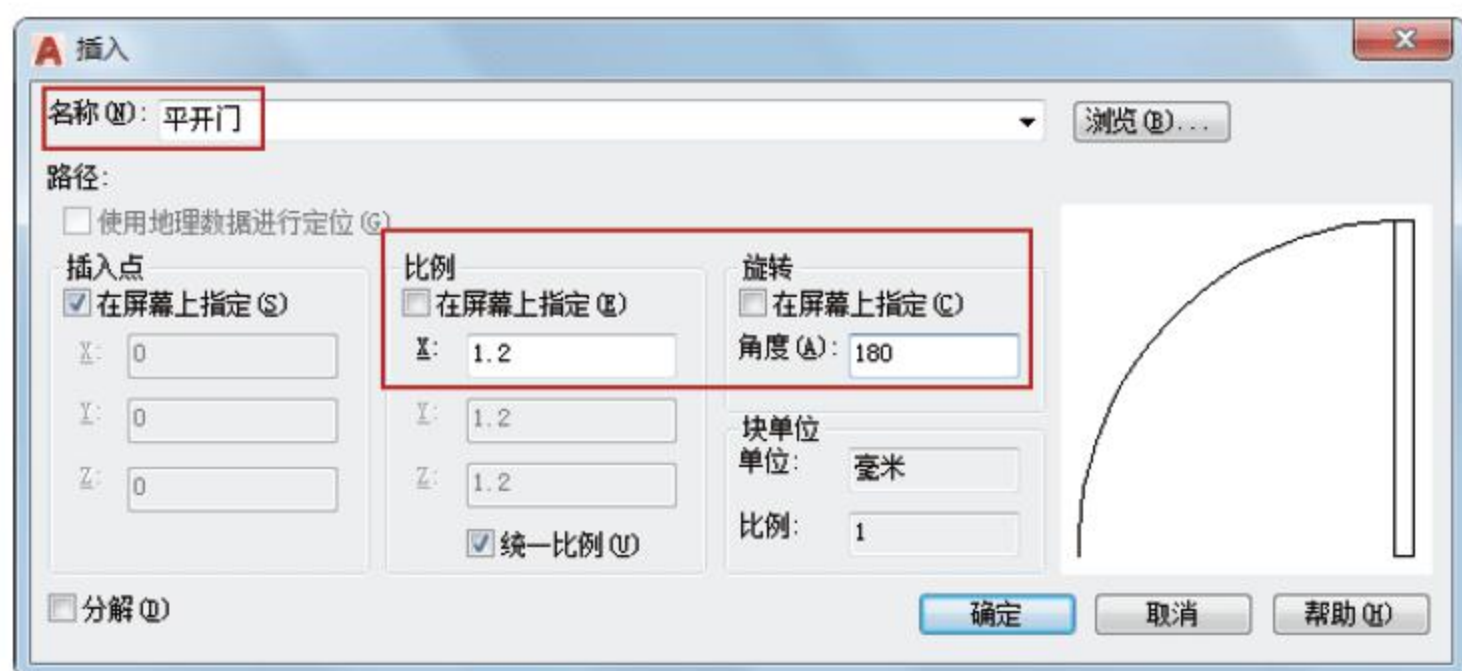 插入
名称(N): 平开门
浏览(B)...
路径:
使用地理数据进行定位(G)
插入点
比例
旋转
在屏幕上指定(S)
在屏幕上指定(E)
在屏幕上指定(C)
X: 0
X: 1.2
角度(A): 180
Y: 0
Y: 1.2
块单位
单位: 毫米
Z: 0
Z: 1.2
比例: 1
统一比例(U)
分解(D)
确定
取消
帮助(H)